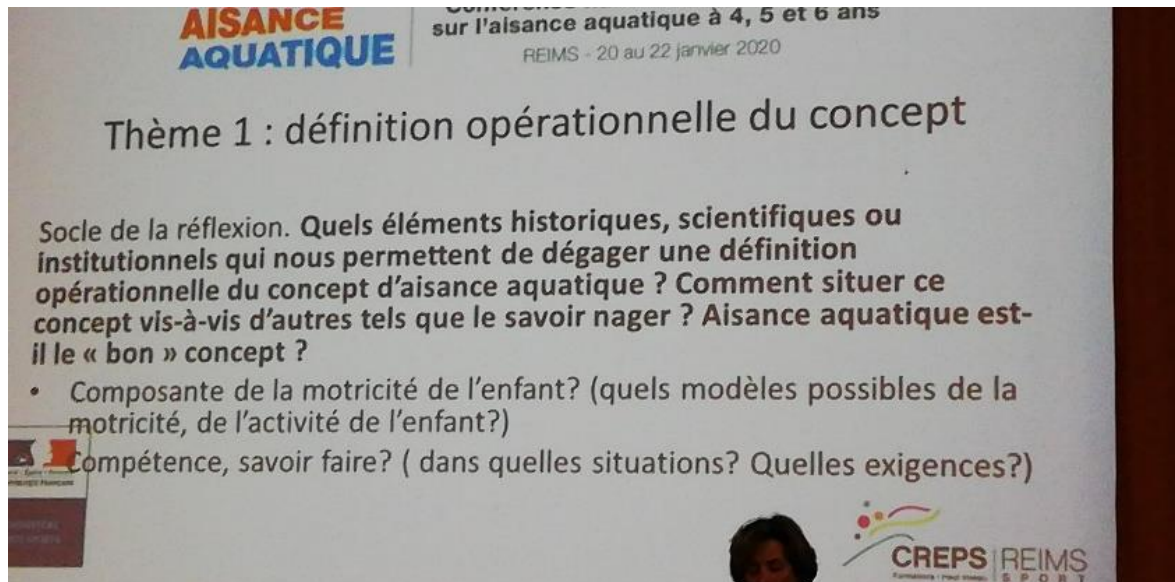 AISANCE
AQUATIQUE
sur l'aisance aquatique à 4, 5 et 6 ans
REIMS - 20 au 22 janvier 2020
Thème 1 : définition opérationnelle du concept
Socle de la réflexion. Quels éléments historiques, scientifiques ou
institutionnels qui nous permettent de dégager une définition
opérationnelle du concept d'aisance aquatique ? Comment situer ce
concept vis-à-vis d'autres tels que le savoir nager ? Aisance aquatique est-
il le « bon » concept ?
• Composante de la motricité de l'enfant? (quels modèles possibles de la
motricité, de l'activité de l'enfant?)
Compétence, savoir faire? ( dans quelles situations? Quelles exigences?)
CREPS REIMS